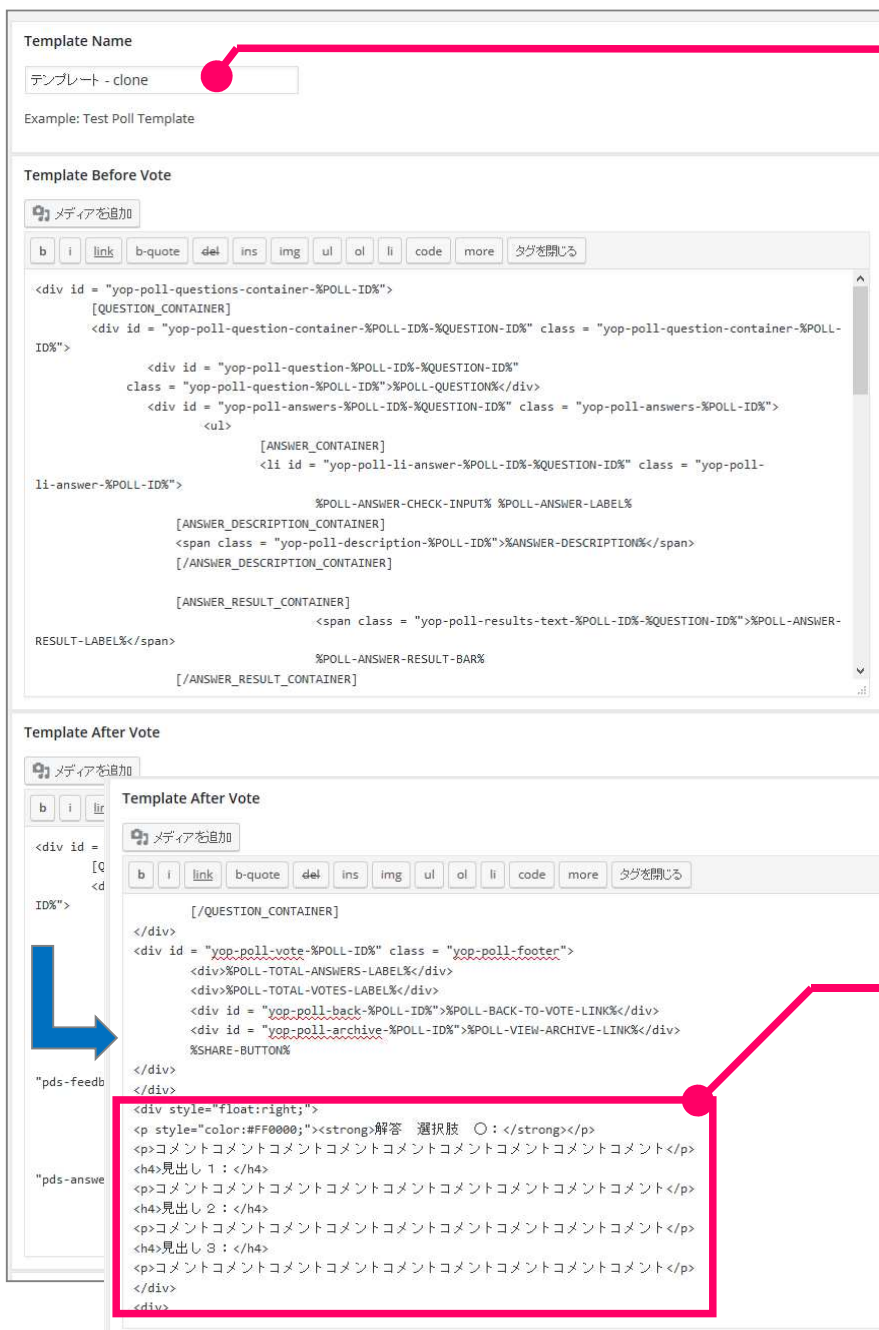 Template Name
テンプレート - clone
Example: Test Poll Template
Template Before Vote
メディアを追加
b i link b-quote del ins img ul ol li code more タグを閉じる
<div id = "yop-poll-questions-container-%POLL-ID%">
[QUESTION_CONTAINER]
<div id = "yop-poll-question-container-%POLL-ID%-%QUESTION-ID%" class = "yop-poll-question-container-%POLL-
ID%">
<div id = "yop-poll-question-%POLL-ID%-%QUESTION-ID%"
class = "yop-poll-question-%POLL-ID%">%POLL-QUESTION%</div>
<div id = "yop-poll-answers-%POLL-ID%-%QUESTION-ID%" class = "yop-poll-answers-%POLL-ID%">
<ul>
[ANSWER_CONTAINER]
<li id = "yop-poll-li-answer-%POLL-ID%-%QUESTION-ID%" class = "yop-poll-
li-answer-%POLL-ID%">
%POLL-ANSWER-CHECK-INPUT% %POLL-ANSWER-LABEL%
[ANSWER_DESCRIPTION_CONTAINER]
<span class = "yop-poll-description-%POLL-ID%">%ANSWER-DESCRIPTION%</span>
[/ANSWER_DESCRIPTION_CONTAINER]
[ANSWER_RESULT_CONTAINER]
<span class = "yop-poll-results-text-%POLL-ID%-%QUESTION-ID%">%POLL-ANSWER-
RESULT-LABEL%</span>
%POLL-ANSWER-RESULT-BAR%
[/ANSWER_RESULT_CONTAINER]
Template After Vote
メディアを追加
b i lin
<div id =
[Q
<d
ID%">
"pds-feedb
"pds-answe
Template After Vote
メディアを追加
b i link b-quote del ins img ul ol li code more タグを閉じる
[/QUESTION_CONTAINER]
</div>
<div id = "yop-poll-vote-%POLL-ID%" class = "yop-poll-footer">
<div>%POLL-TOTAL-ANSWERS-LABEL%</div>
<div>%POLL-TOTAL-VOTES-LABEL%</div>
<div id = "yop-poll-back-%POLL-ID%">%POLL-BACK-TO-VOTE-LINK%</div>
<div id = "yop-poll-archive-%POLL-ID%">%POLL-VIEW-ARCHIVE-LINK%</div>
%SHARE-BUTTON%
</div>
</div>
<div style="float:right;">
<p style="color:#FF0000;"><strong>解答　選択肢　○：</strong></p>
<p>コメントコメントコメントコメントコメントコメントコメントコメントコメント</p>
<h4>見出し１：</h4>
<p>コメントコメントコメントコメントコメントコメントコメントコメントコメント</p>
<h4>見出し２：</h4>
<p>コメントコメントコメントコメントコメントコメントコメントコメントコメント</p>
<h4>見出し３：</h4>
<p>コメントコメントコメントコメントコメントコメントコメントコメントコメント</p>
</div>
<div>